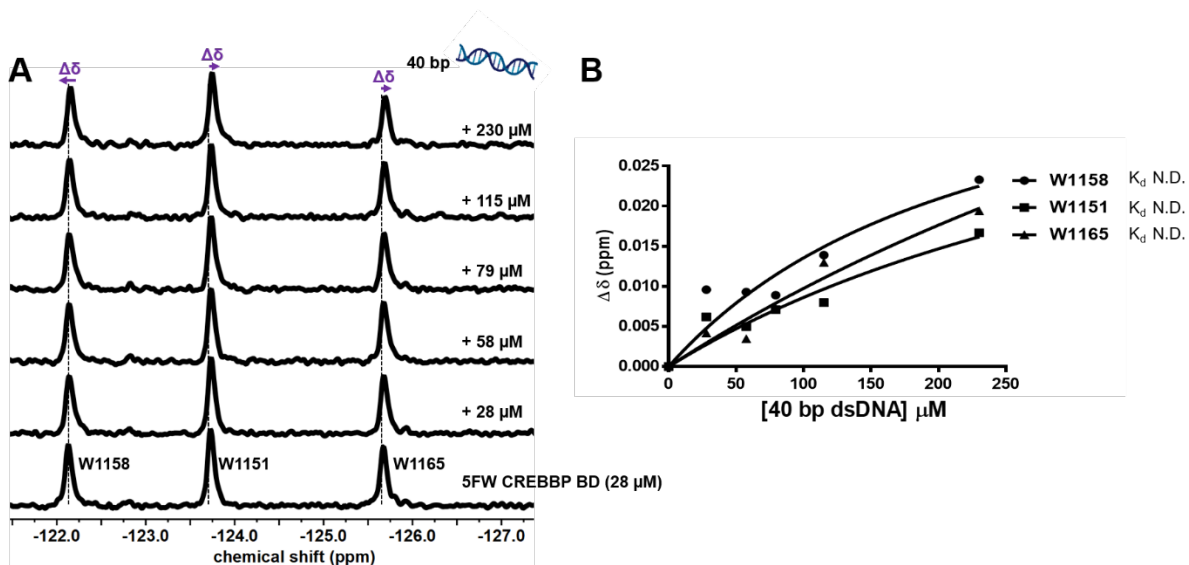 A
Δδ
Δδ
Δδ
40 bp
+ 230 µM
+ 115 µM
+ 79 µM
+ 58 µM
+ 28 µM
W1158
W1151
W1165
5FW CREBBP BD (28 µM)
-122.0
-123.0
-124.0
-125.0
-126.0
-127.0
chemical shift (ppm)
B
0.025
0.020
0.015
0.010
0.005
0.000
Δδ (ppm)
0
50
100
150
200
250
[40 bp dsDNA] µM
W1158 Kd N.D.
W1151 Kd N.D.
W1165 Kd N.D.